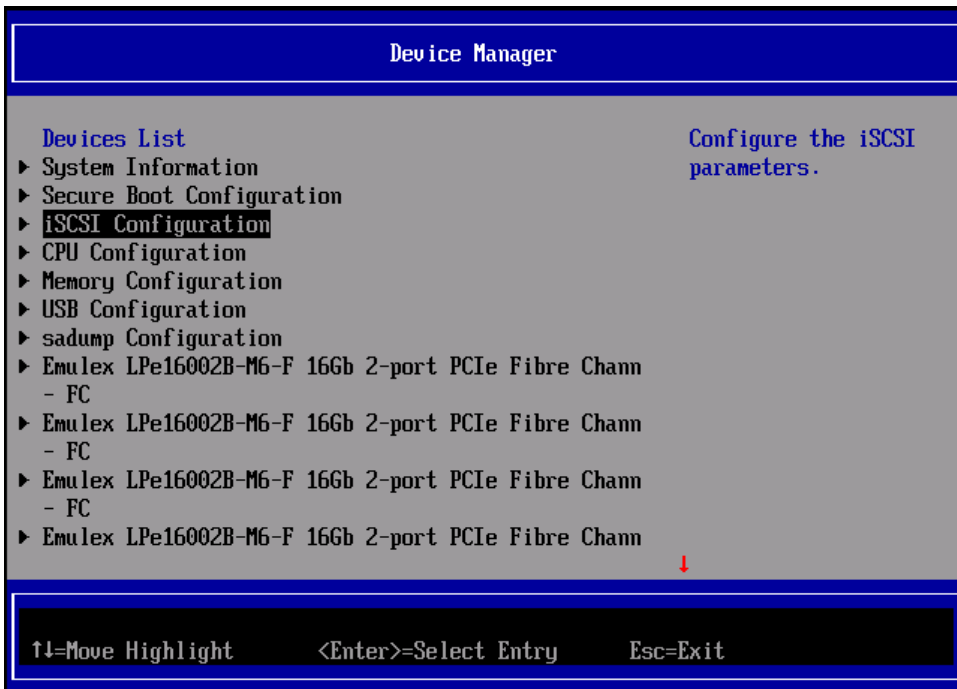 Device Manager
Devices List
Configure the iSCSI
▶ System Information
parameters.
▶ Secure Boot Configuration
▶ iSCSI Configuration
▶ CPU Configuration
▶ Memory Configuration
▶ USB Configuration
▶ sadump Configuration
▶ Emulex LPe16002B-M6-F 16Gb 2-port PCIe Fibre Chann
- FC
▶ Emulex LPe16002B-M6-F 16Gb 2-port PCIe Fibre Chann
- FC
▶ Emulex LPe16002B-M6-F 16Gb 2-port PCIe Fibre Chann
- FC
▶ Emulex LPe16002B-M6-F 16Gb 2-port PCIe Fibre Chann
↓
↑↓=Move Highlight <Enter>=Select Entry Esc=Exit